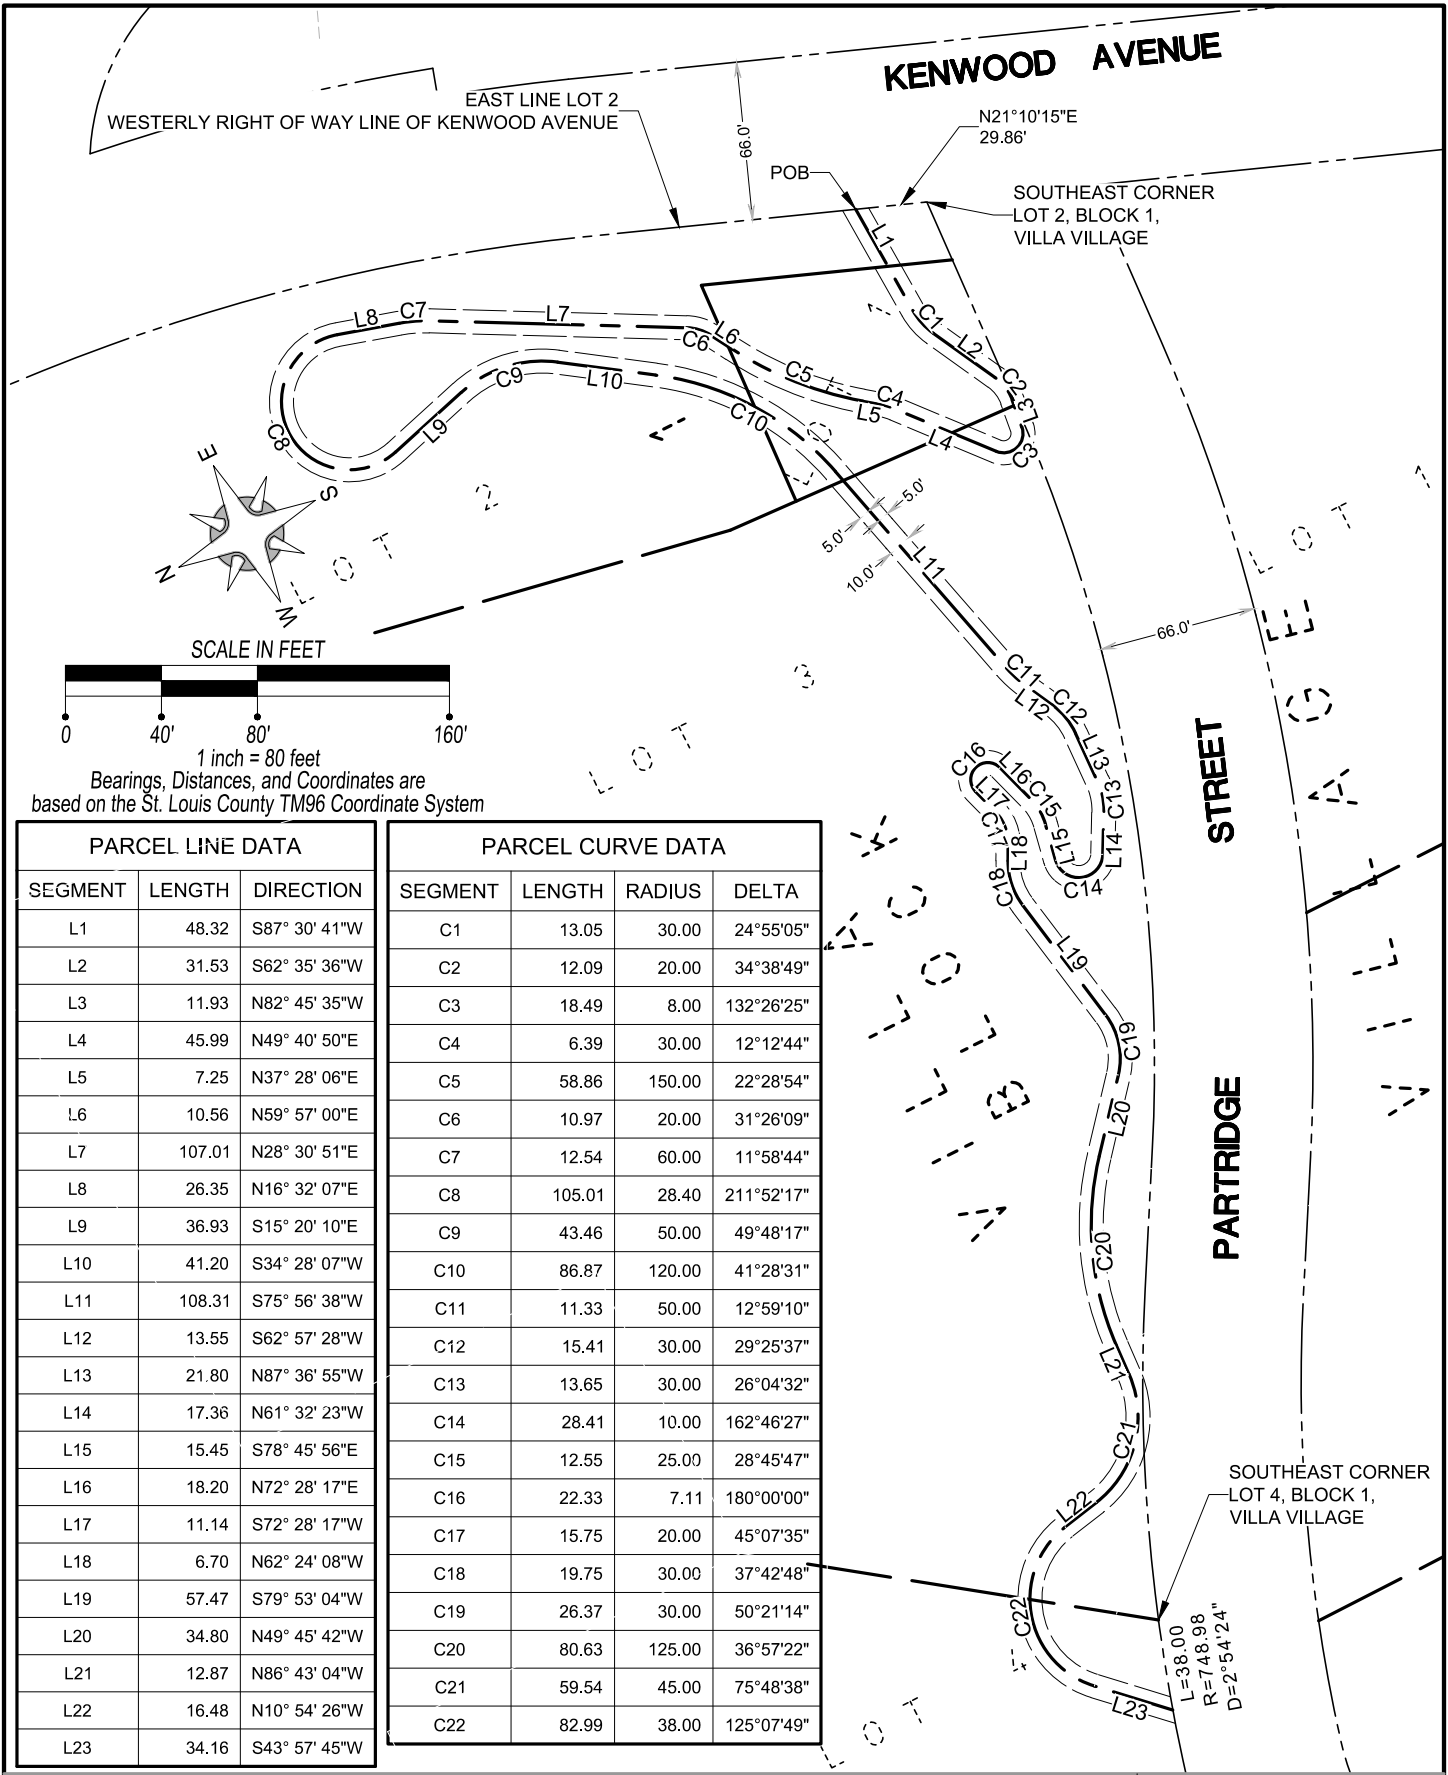 KENWOOD AVENUE
EAST LINE LOT 2
WESTERLY RIGHT OF WAY LINE OF KENWOOD AVENUE
66.0'
N21°10'15"E
29.86'
POB
SOUTHEAST CORNER
LOT 2, BLOCK 1,
VILLA VILLAGE
L1
C1
L2
C2
L3
C3
L4
C4
L5
C5
L6
C6
L7
C7
L8
C8
L9
C9
L10
C10
5.0'
5.0'
10.0'
L11
C11
L12
C12
L13
C13
L14
C14
L15
C15
L16
C16
L17
C17
L18
C18
L19
C19
L20
C20
L21
C21
L22
C22
L23
E
S
N
W
LOT 1
LOT 2
LOT 3
LOT 4
LOT 1
66.0'
VILLA VILLAGE
BLOCK 1
PARTRIDGE STREET
SCALE IN FEET
0 40' 80' 160'
1 inch = 80 feet
Bearings, Distances, and Coordinates are
based on the St. Louis County TM96 Coordinate System
PARCEL LINE DATA
SEGMENT LENGTH DIRECTION
L1 48.32 S87° 30' 41"W
L2 31.53 S62° 35' 36"W
L3 11.93 N82° 45' 35"W
L4 45.99 N49° 40' 50"E
L5 7.25 N37° 28' 06"E
L6 10.56 N59° 57' 00"E
L7 107.01 N28° 30' 51"E
L8 26.35 N16° 32' 07"E
L9 36.93 S15° 20' 10"E
L10 41.20 S34° 28' 07"W
L11 108.31 S75° 56' 38"W
L12 13.55 S62° 57' 28"W
L13 21.80 N87° 36' 55"W
L14 17.36 N61° 32' 23"W
L15 15.45 S78° 45' 56"E
L16 18.20 N72° 28' 17"E
L17 11.14 S72° 28' 17"W
L18 6.70 N62° 24' 08"W
L19 57.47 S79° 53' 04"W
L20 34.80 N49° 45' 42"W
L21 12.87 N86° 43' 04"W
L22 16.48 N10° 54' 26"W
L23 34.16 S43° 57' 45"W
PARCEL CURVE DATA
SEGMENT LENGTH RADIUS DELTA
C1 13.05 30.00 24°55'05"
C2 12.09 20.00 34°38'49"
C3 18.49 8.00 132°26'25"
C4 6.39 30.00 12°12'44"
C5 58.86 150.00 22°28'54"
C6 10.97 20.00 31°26'09"
C7 12.54 60.00 11°58'44"
C8 105.01 28.40 211°52'17"
C9 43.46 50.00 49°48'17"
C10 86.87 120.00 41°28'31"
C11 11.33 50.00 12°59'10"
C12 15.41 30.00 29°25'37"
C13 13.65 30.00 26°04'32"
C14 28.41 10.00 162°46'27"
C15 12.55 25.00 28°45'47"
C16 22.33 7.11 180°00'00"
C17 15.75 20.00 45°07'35"
C18 19.75 30.00 37°42'48"
C19 26.37 30.00 50°21'14"
C20 80.63 125.00 36°57'22"
C21 59.54 45.00 75°48'38"
C22 82.99 38.00 125°07'49"
SOUTHEAST CORNER
LOT 4, BLOCK 1,
VILLA VILLAGE
L=38.00
R=748.98
D=2°54'24"